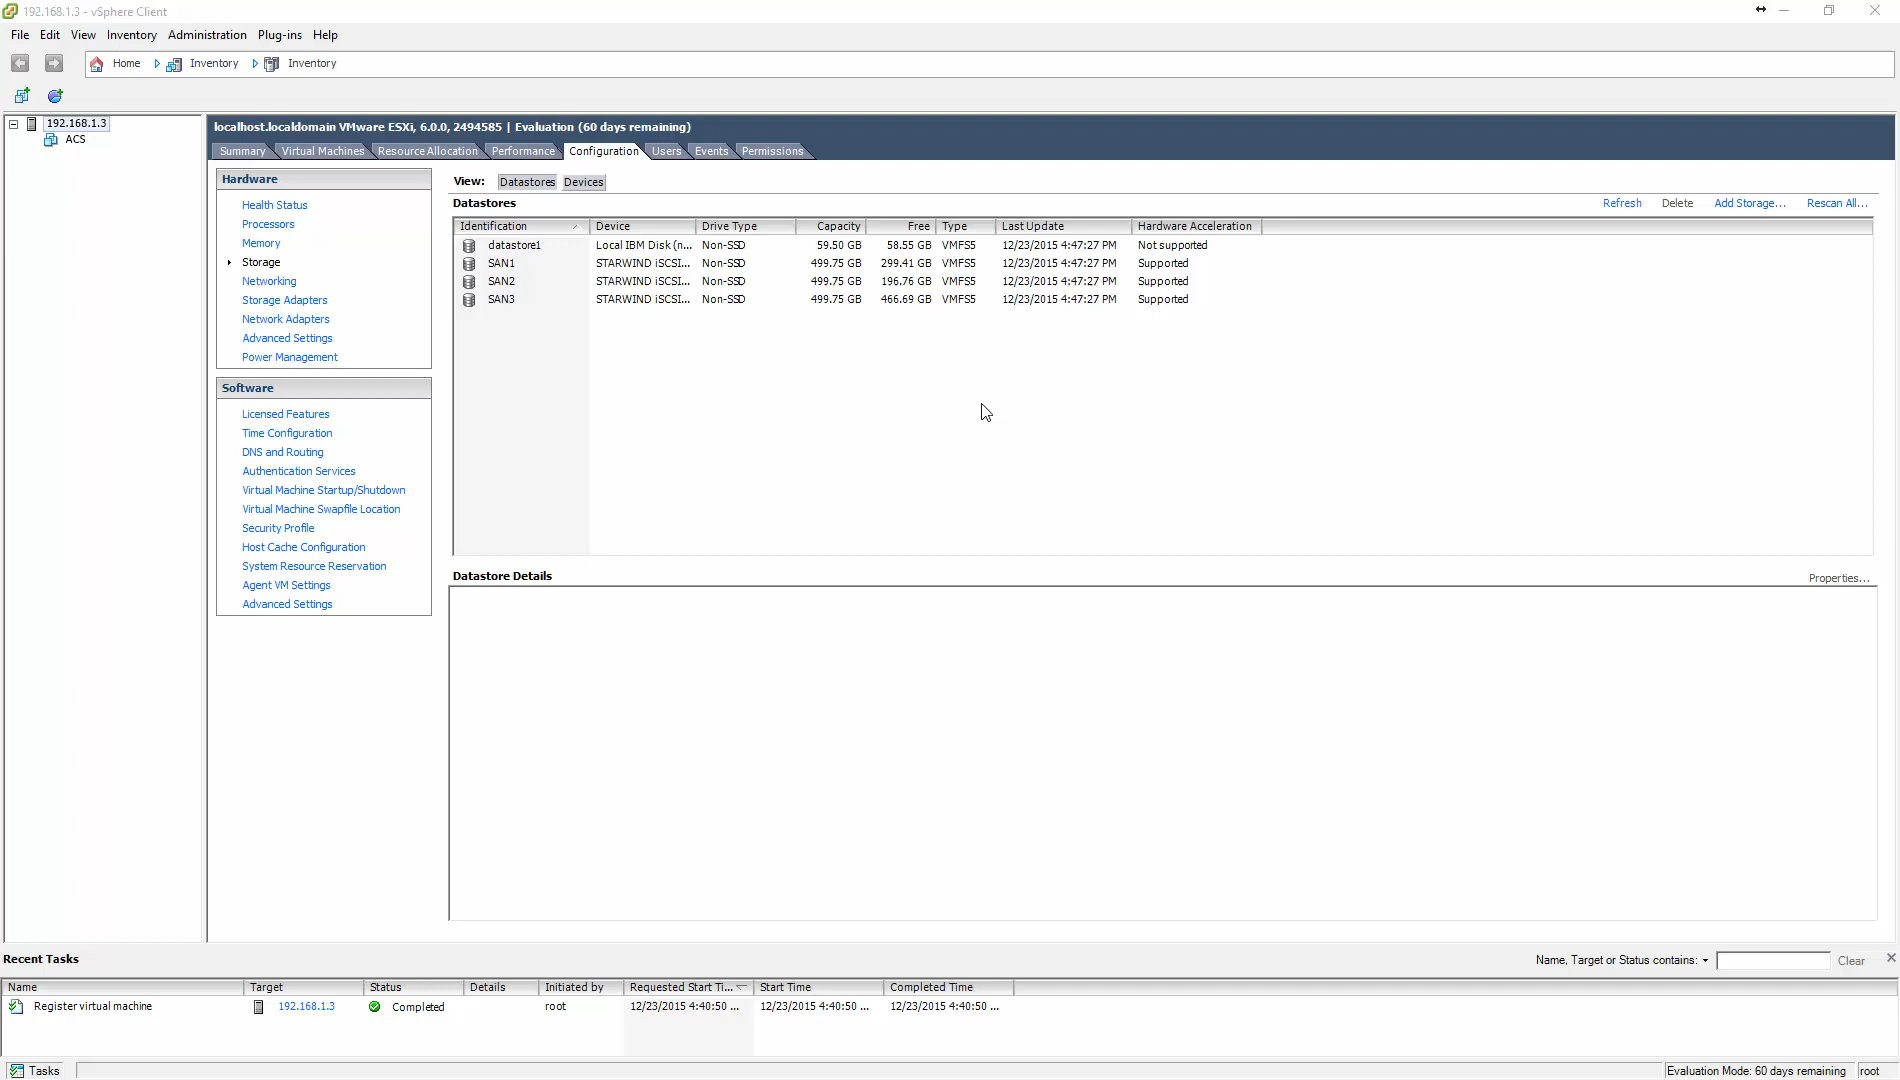 192.168.1.3 - vSphere Client
File Edit View Inventory Administration Plug-ins Help
Home Inventory Inventory
192.168.1.3
ACS
localhost.localdomain VMware ESXi, 6.0.0, 2494585 | Evaluation (60 days remaining)
Summary Virtual Machines Resource Allocation Performance Configuration Users Events Permissions
Hardware
Health Status
Processors
Memory
Storage
Networking
Storage Adapters
Network Adapters
Advanced Settings
Power Management
Software
Licensed Features
Time Configuration
DNS and Routing
Authentication Services
Virtual Machine Startup/Shutdown
Virtual Machine Swapfile Location
Security Profile
Host Cache Configuration
System Resource Reservation
Agent VM Settings
Advanced Settings
View: Datastores Devices
Datastores Refresh Delete Add Storage... Rescan All...
Identification Device Drive Type Capacity Free Type Last Update Hardware Acceleration
datastore1 Local IBM Disk (n... Non-SSD 59.50 GB 58.55 GB VMFS5 12/23/2015 4:47:27 PM Not supported
SAN1 STARWIND iSCSI... Non-SSD 499.75 GB 299.41 GB VMFS5 12/23/2015 4:47:27 PM Supported
SAN2 STARWIND iSCSI... Non-SSD 499.75 GB 196.76 GB VMFS5 12/23/2015 4:47:27 PM Supported
SAN3 STARWIND iSCSI... Non-SSD 499.75 GB 466.69 GB VMFS5 12/23/2015 4:47:27 PM Supported
Datastore Details Properties...
Recent Tasks Name, Target or Status contains: Clear
Name Target Status Details Initiated by Requested Start Ti... Start Time Completed Time
Register virtual machine 192.168.1.3 Completed root 12/23/2015 4:40:50 ... 12/23/2015 4:40:50 ... 12/23/2015 4:40:50 ...
Tasks Evaluation Mode: 60 days remaining root